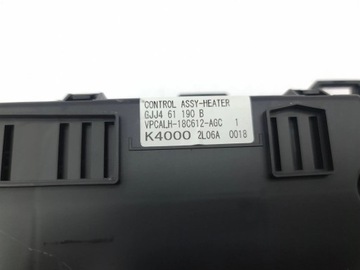 CONTROL ASSY-HEATER
GJJ4 61 190 B
VPCALH-18C612-AGC 1
K4000 2L06A 0018